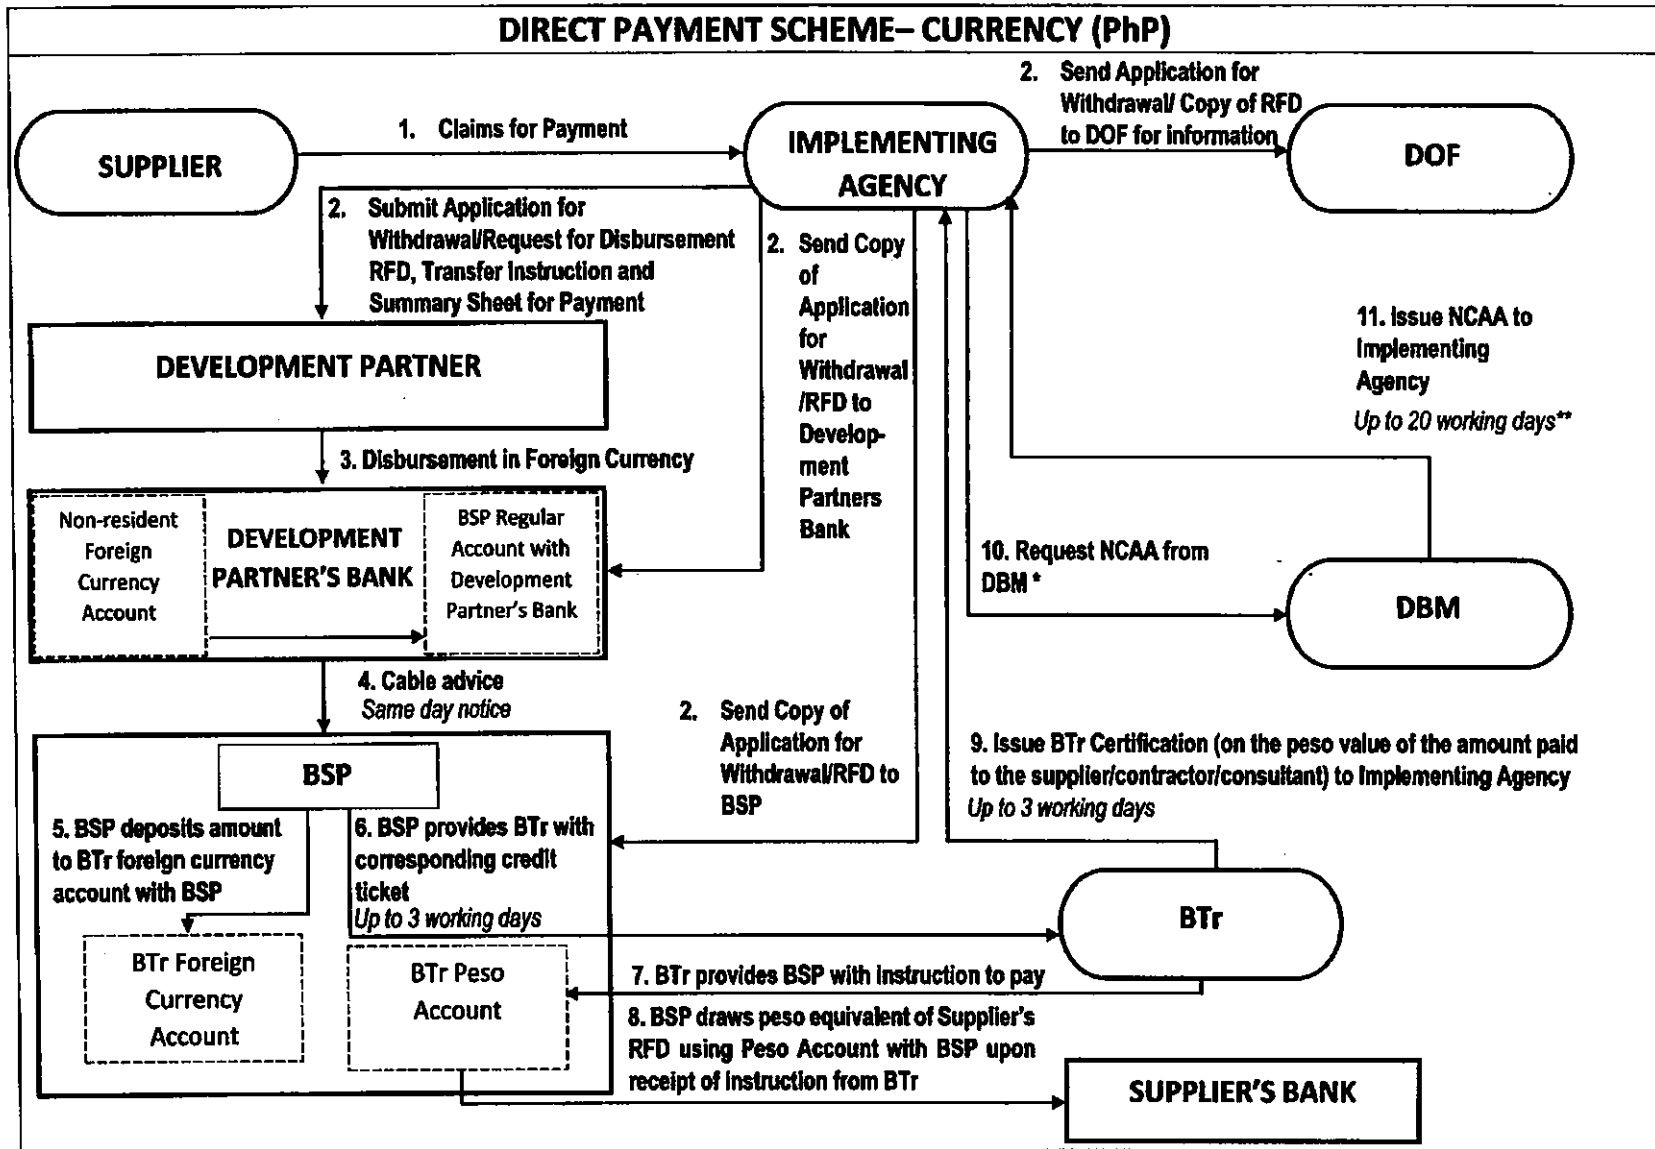 DIRECT PAYMENT SCHEME– CURRENCY (PhP)
SUPPLIER
1. Claims for Payment
IMPLEMENTING
AGENCY
2. Send Application for
Withdrawal/ Copy of RFD
to DOF for information
DOF
2. Submit Application for
Withdrawal/Request for Disbursement
RFD, Transfer Instruction and
Summary Sheet for Payment
2. Send Copy
of
Application
for
Withdrawal
/RFD to
Develop-
ment
Partners
Bank
DEVELOPMENT PARTNER
3. Disbursement in Foreign Currency
Non-resident
Foreign
Currency
Account
DEVELOPMENT
PARTNER'S BANK
BSP Regular
Account with
Development
Partner's Bank
11. Issue NCAA to
Implementing
Agency
Up to 20 working days**
10. Request NCAA from
DBM *
DBM
4. Cable advice
Same day notice
2. Send Copy of
Application for
Withdrawal/RFD to
BSP
9. Issue BTr Certification (on the peso value of the amount paid
to the supplier/contractor/consultant) to Implementing Agency
Up to 3 working days
BSP
5. BSP deposits amount
to BTr foreign currency
account with BSP
6. BSP provides BTr with
corresponding credit
ticket
Up to 3 working days
BTr
BTr Foreign
Currency
Account
BTr Peso
Account
7. BTr provides BSP with instruction to pay
8. BSP draws peso equivalent of Supplier's
RFD using Peso Account with BSP upon
receipt of instruction from BTr
SUPPLIER'S BANK